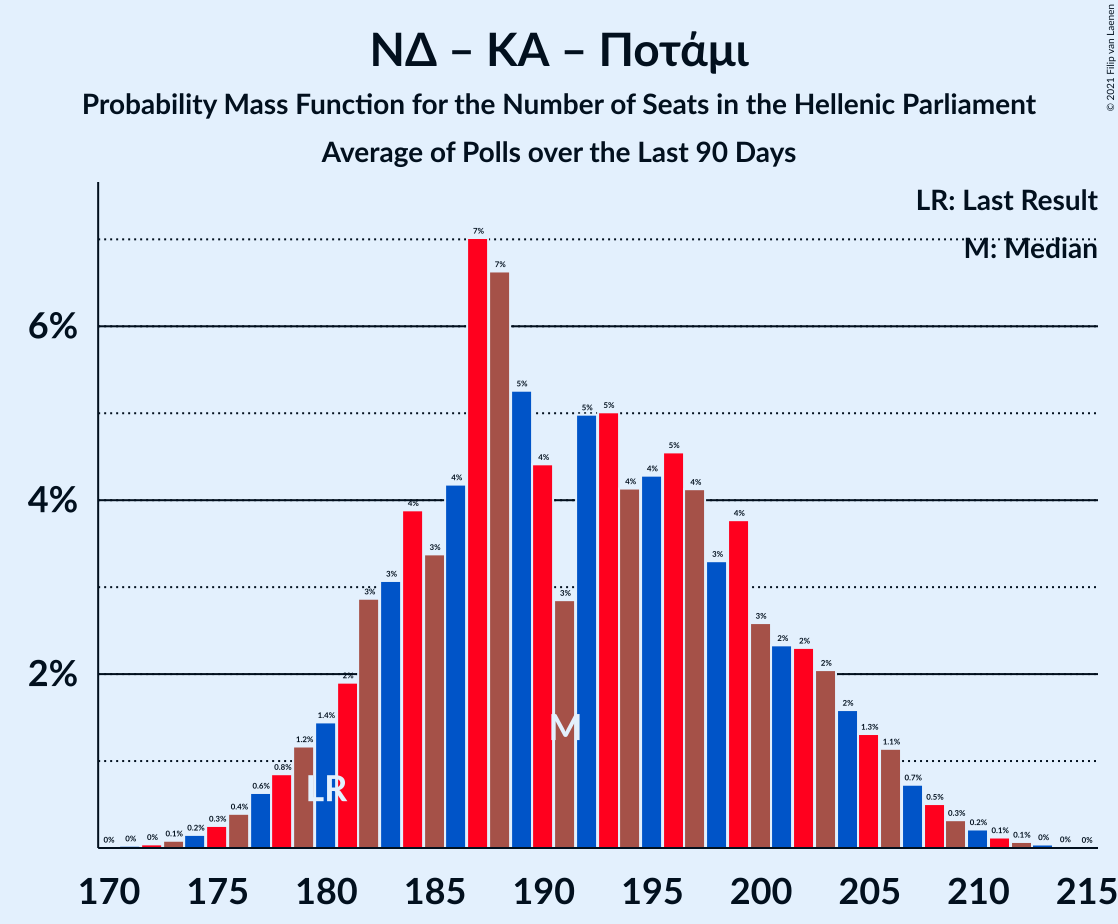 ΝΔ – ΚΑ – Ποτάμι
Probability Mass Function for the Number of Seats in the Hellenic Parliament
Average of Polls over the Last 90 Days
© 2021 Filip van Laenen
LR: Last Result
M: Median
6%
4%
2%
0% 0% 0% 0.1% 0.2% 0.3% 0.4% 0.6% 0.8% 1.2% 1.4% 2% 3% 3% 4% 3% 4% 7% 7% 5% 4% 3% 5% 5% 4% 4% 5% 4% 3% 4% 3% 2% 2% 2% 2% 1.3% 1.1% 0.7% 0.5% 0.3% 0.2% 0.1% 0.1% 0% 0% 0%
LR
M
170 175 180 185 190 195 200 205 210 215